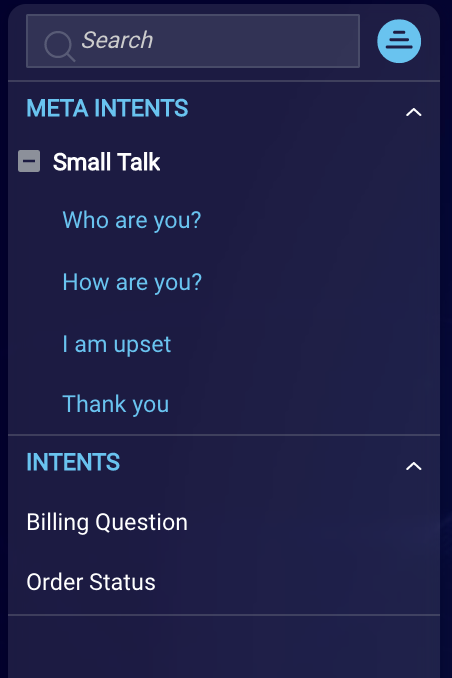 Search
META INTENTS
Small Talk
Who are you?
How are you?
I am upset
Thank you
INTENTS
Billing Question
Order Status